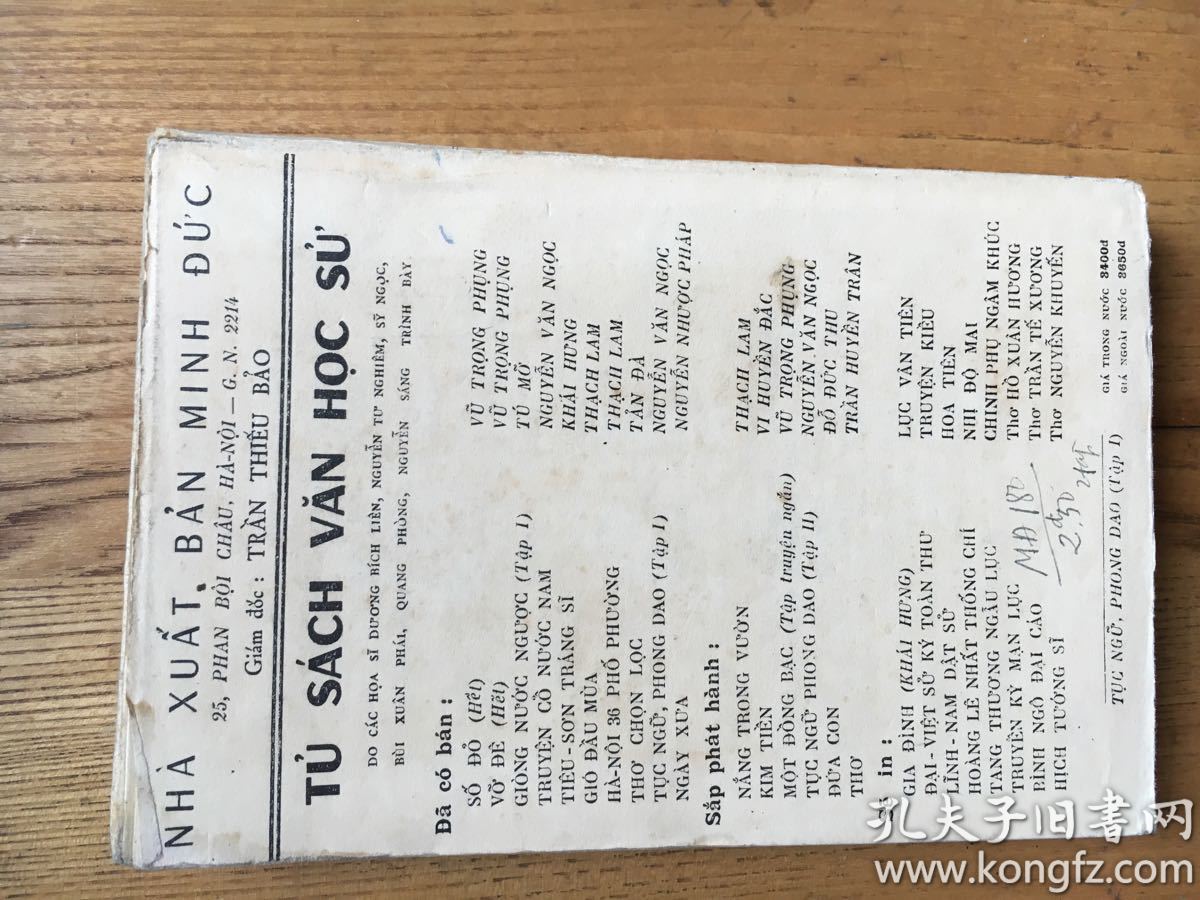 NHÀ XUẤT BẢN MINH ĐỨC
25, PHAN BỘI CHÂU, HÀ-NỘI — G. N. 2214
Giám đốc : TRẦN THIẾU BẢO
TỦ SÁCH VĂN HỌC SỬ
DO CÁC HỌA SĨ DƯƠNG BÍCH LIÊN, NGUYỄN TƯ NGHIÊM, SỸ NGỌC,
BÙI XUÂN PHÁI, QUANG PHÒNG, NGUYỄN SÁNG TRÌNH BÀY
Đã có bán :
SỐ ĐỎ (Hết) VŨ TRỌNG PHỤNG
VỠ ĐÊ (Hết) VŨ TRỌNG PHỤNG
GIÒNG NƯỚC NGƯỢC (Tập I) TÚ MỠ
TRUYỆN CỔ NƯỚC NAM NGUYỄN VĂN NGỌC
TIÊU-SƠN TRÁNG SĨ KHÁI HƯNG
GIÓ ĐẦU MÙA THẠCH LAM
HÀ-NỘI 36 PHỐ PHƯỜNG THẠCH LAM
THƠ CHỌN LỌC TẢN ĐÀ
TỤC NGỮ, PHONG DAO (Tập I) NGUYỄN VĂN NGỌC
NGÀY XƯA NGUYỄN NHƯỢC PHÁP
Sắp phát hành :
NẮNG TRONG VƯỜN THẠCH LAM
KIM TIỀN VI HUYỀN ĐẮC
MỘT ĐỒNG BẠC (Tập truyện ngắn) VŨ TRỌNG PHỤNG
TỤC NGỮ PHONG DAO (Tập II) NGUYỄN VĂN NGỌC
ĐỨA CON ĐỖ ĐỨC THU
THƠ TRẦN HUYỀN TRÂN
Sẽ in :
GIA ĐÌNH (KHÁI HƯNG) LỤC VÂN TIÊN
ĐẠI-VIỆT SỬ KÝ TOÀN THƯ TRUYỆN KIỀU
LĨNH-NAM DẬT SỬ HOA TIÊN
HOÀNG LÊ NHẤT THỐNG CHÍ NHỊ ĐỘ MAI
TANG THƯƠNG NGẪU LỤC CHINH PHỤ NGÂM KHÚC
TRUYỀN KỲ MẠN LỤC Thơ HỒ XUÂN HƯƠNG
BÌNH NGÔ ĐẠI CÁO Thơ TRẦN TẾ XƯƠNG
HỊCH TƯỚNG SĨ Thơ NGUYỄN KHUYẾN
MA 180
2đ50
TỤC NGỮ, PHONG DAO (Tập I)
GIÁ TRONG NƯỚC 3400đ
GIÁ NGOÀI NƯỚC 3650đ
孔夫子旧书网
www.kongfz.com